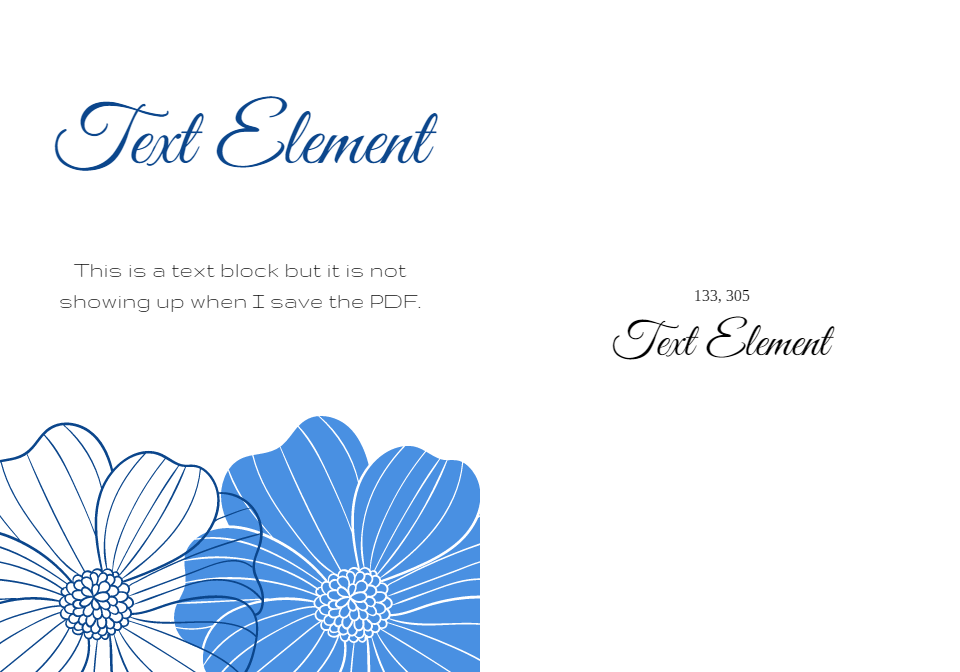 Text Element
This is a text block but it is not
showing up when I save the PDF.
133, 305
Text Element